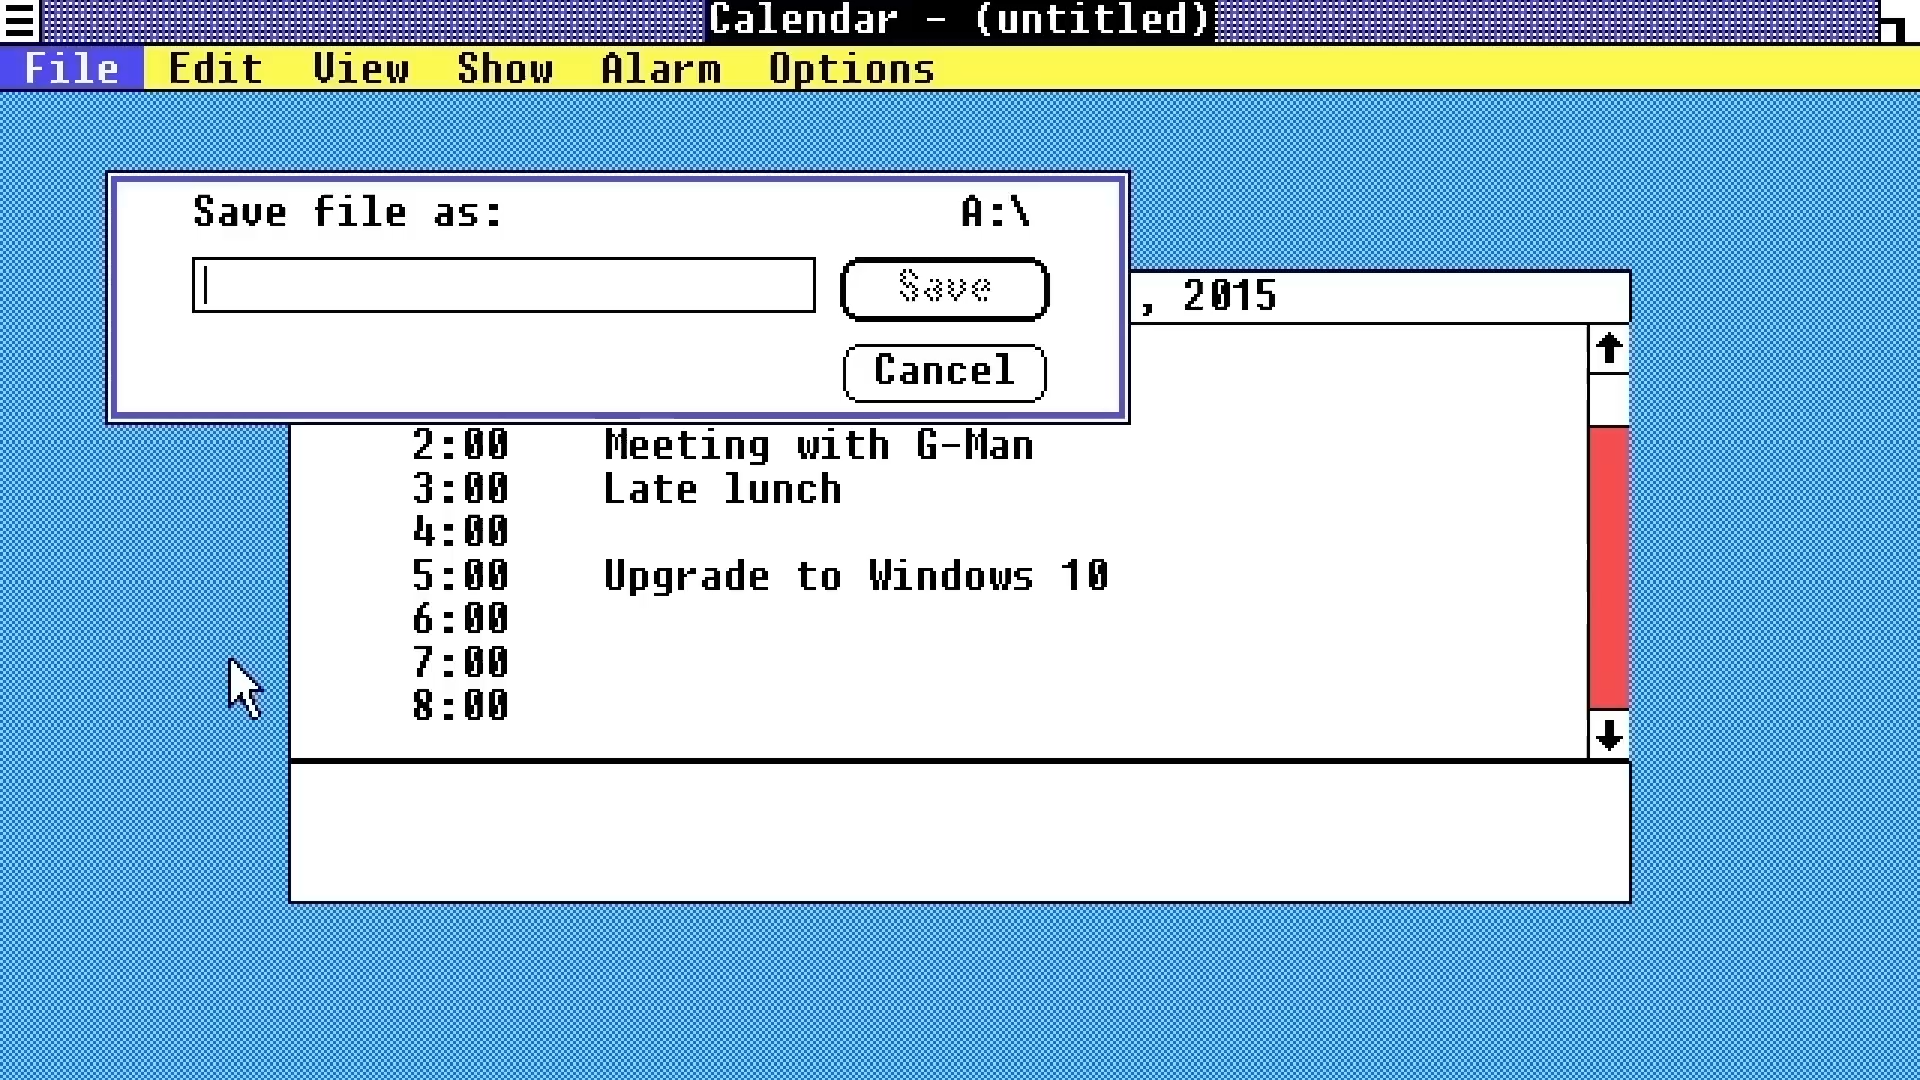 Calendar - (untitled)
File Edit View Show Alarm Options
Save file as: A:\
Save
, 2015
Cancel
2:00 Meeting with G-Man
3:00 Late lunch
4:00
5:00 Upgrade to Windows 10
6:00
7:00
8:00